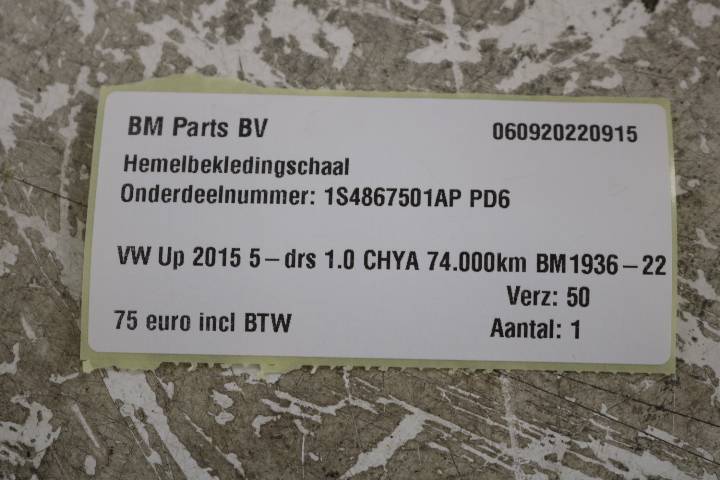 BM Parts BV 060920220915
Hemelbekledingschaal
Onderdeelnummer: 1S4867501AP PD6
VW Up 2015 5-drs 1.0 CHYA 74.000km BM1936-22
Verz: 50
75 euro incl BTW Aantal: 1